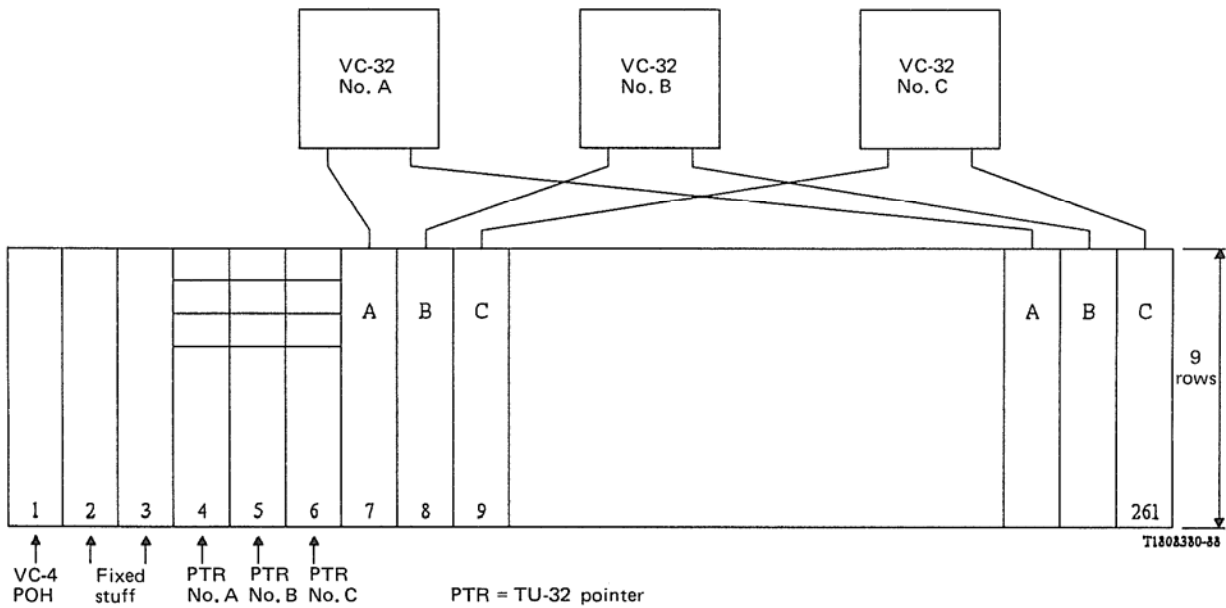 VC-32
No. A
VC-32
No. B
VC-32
No. C
A
B
C
A
B
C
9
rows
1
2
3
4
5
6
7
8
9
261
T1808380-88
VC-4
POH
Fixed
stuff
PTR
No. A
PTR
No. B
PTR
No. C
PTR = TU-32 pointer